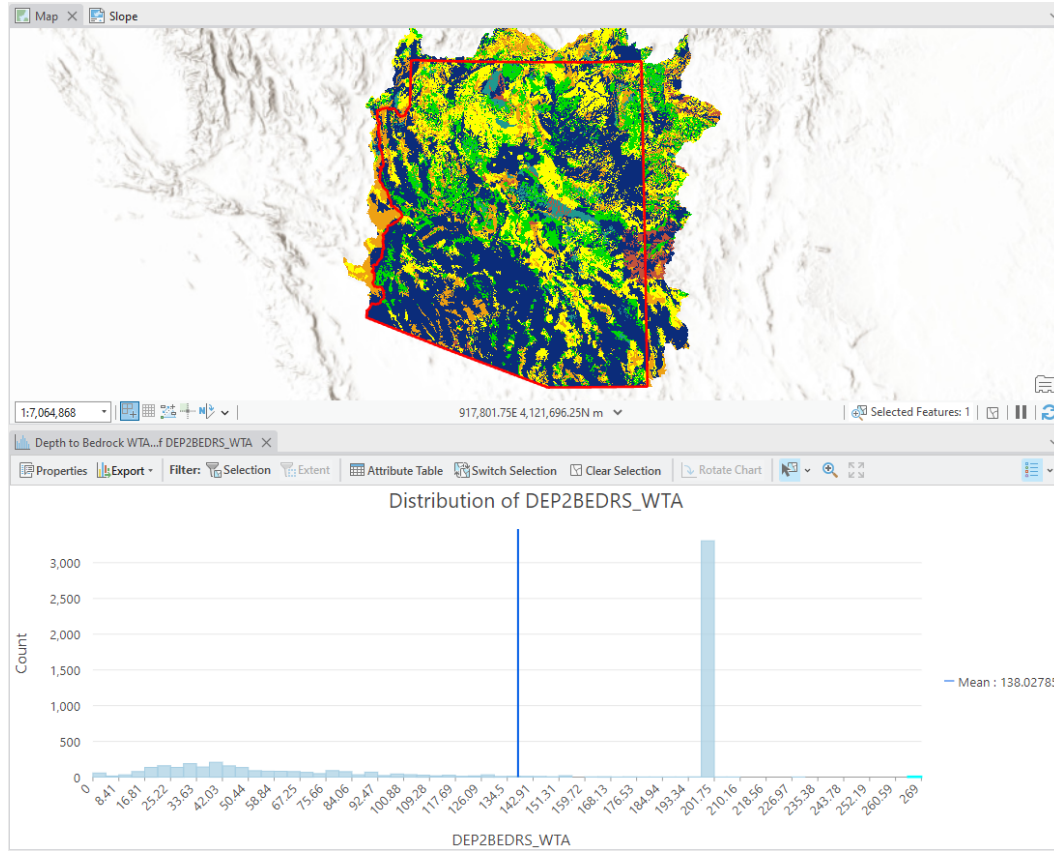 Map Slope
1:7,064,868 917,801.75E 4,121,696.25N m Selected Features: 1
Depth to Bedrock WTA...f DEP2BEDRS_WTA
Properties Export Filter: Selection Extent Attribute Table Switch Selection Clear Selection Rotate Chart
Distribution of DEP2BEDRS_WTA
3,000
2,500
2,000
1,500
1,000
500
0
Count
Mean : 138.02785
0 8.41 16.81 25.22 33.63 42.03 50.44 58.84 67.25 75.66 84.06 92.47 100.88 109.28 117.69 126.09 134.5 142.91 151.31 159.72 168.13 176.53 184.94 193.34 201.75 210.16 218.56 226.97 235.38 243.78 252.19 260.59 269
DEP2BEDRS_WTA